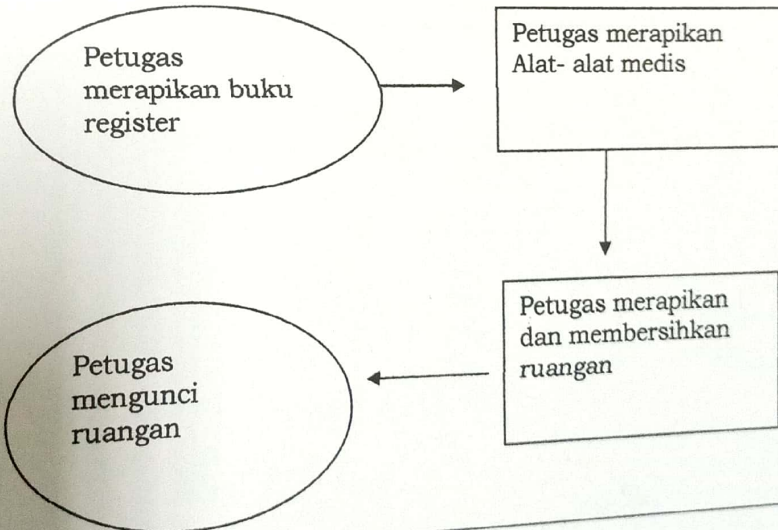 Petugas
merapikan buku
register
Petugas merapikan
Alat- alat medis
Petugas merapikan
dan membersihkan
ruangan
Petugas
mengunci
ruangan